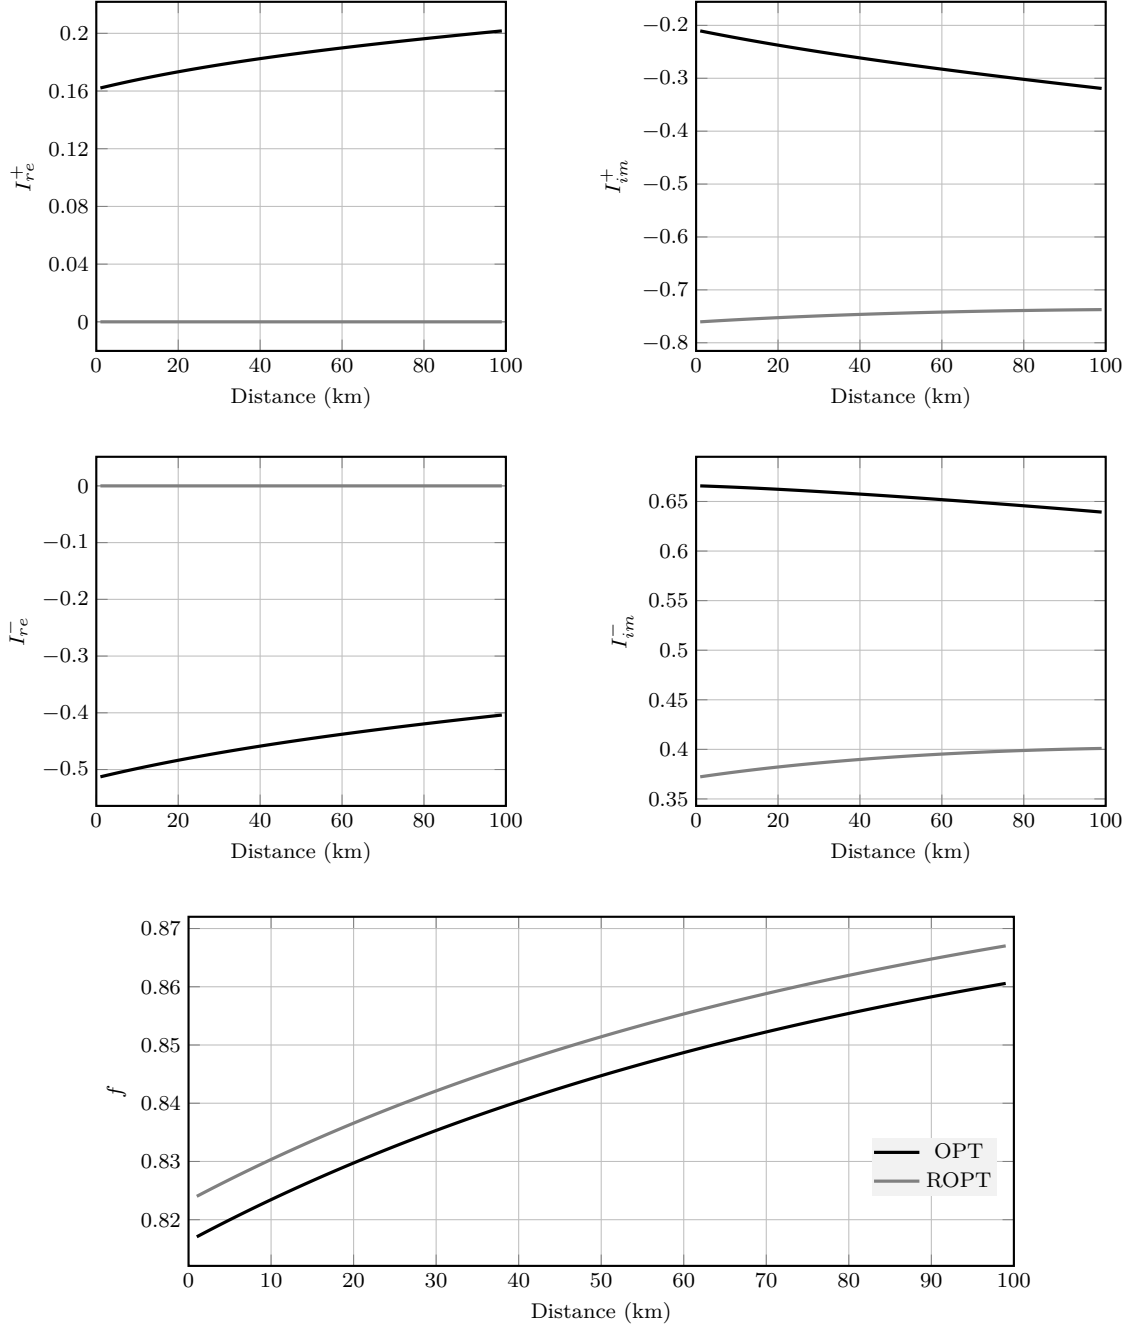 0.2
0.16
0.12
0.08
0.04
0
I_{re}^{+}
0 20 40 60 80 100
Distance (km)
−0.2
−0.3
−0.4
−0.5
−0.6
−0.7
−0.8
I_{im}^{+}
0 20 40 60 80 100
Distance (km)
0
−0.1
−0.2
−0.3
−0.4
−0.5
I_{re}^{−}
0 20 40 60 80 100
Distance (km)
0.65
0.6
0.55
0.5
0.45
0.4
0.35
I_{im}^{−}
0 20 40 60 80 100
Distance (km)
0.87
0.86
0.85
0.84
0.83
0.82
f
OPT
ROPT
0 10 20 30 40 50 60 70 80 90 100
Distance (km)